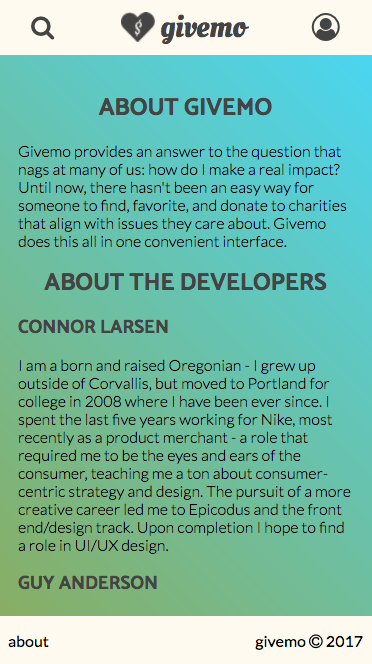 givemo
ABOUT GIVEMO
Givemo provides an answer to the question that
nags at many of us: how do I make a real impact?
Until now, there hasn't been an easy way for
someone to find, favorite, and donate to charities
that align with issues they care about. Givemo
does this all in one convenient interface.
ABOUT THE DEVELOPERS
CONNOR LARSEN
I am a born and raised Oregonian - I grew up
outside of Corvallis, but moved to Portland for
college in 2008 where I have been ever since. I
spent the last five years working for Nike, most
recently as a product merchant - a role that
required me to be the eyes and ears of the
consumer, teaching me a ton about consumer-
centric strategy and design. The pursuit of a more
creative career led me to Epicodus and the front
end/design track. Upon completion I hope to find
a role in UI/UX design.
GUY ANDERSON
about
givemo © 2017